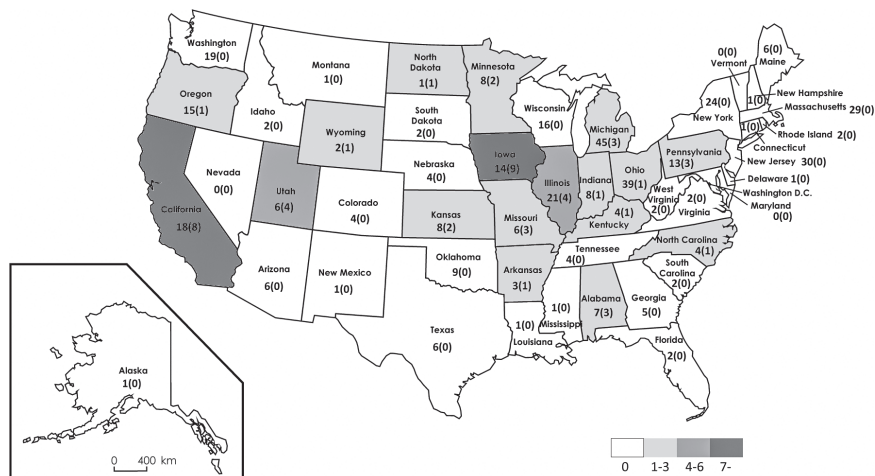 Washington
19(0)
Oregon
15(1)
California
18(8)
Nevada
0(0)
Idaho
2(0)
Montana
1(0)
Wyoming
2(1)
Utah
6(4)
Colorado
4(0)
Arizona
6(0)
New Mexico
1(0)
North
Dakota
1(1)
South
Dakota
2(0)
Nebraska
4(0)
Kansas
8(2)
Oklahoma
9(0)
Texas
6(0)
Minnesota
8(2)
Iowa
14(9)
Missouri
6(3)
Arkansas
3(1)
1(0)
Louisiana
Wisconsin
16(0)
Illinois
21(4)
Michigan
45(3)
Indiana
8(1)
Ohio
39(1)
4(1)
Kentucky
Tennessee
4(0)
1(0)
Mississippi
Alabama
7(3)
Georgia
5(0)
Florida
2(0)
South
Carolina
2(0)
North Carolina
4(1)
West
Virginia
2(0)
2(0)
Virginia
Pennsylvania
13(3)
24(0)
New York
0(0)
Vermont
6(0)
Maine
1(0)
New Hampshire
Massachusetts 29(0)
1(0)
Rhode Island 2(0)
Connecticut
New Jersey 30(0)
Delaware 1(0)
Washington D.C.
Maryland
0(0)
Alaska
1(0)
0 400 km
0 1-3 4-6 7-